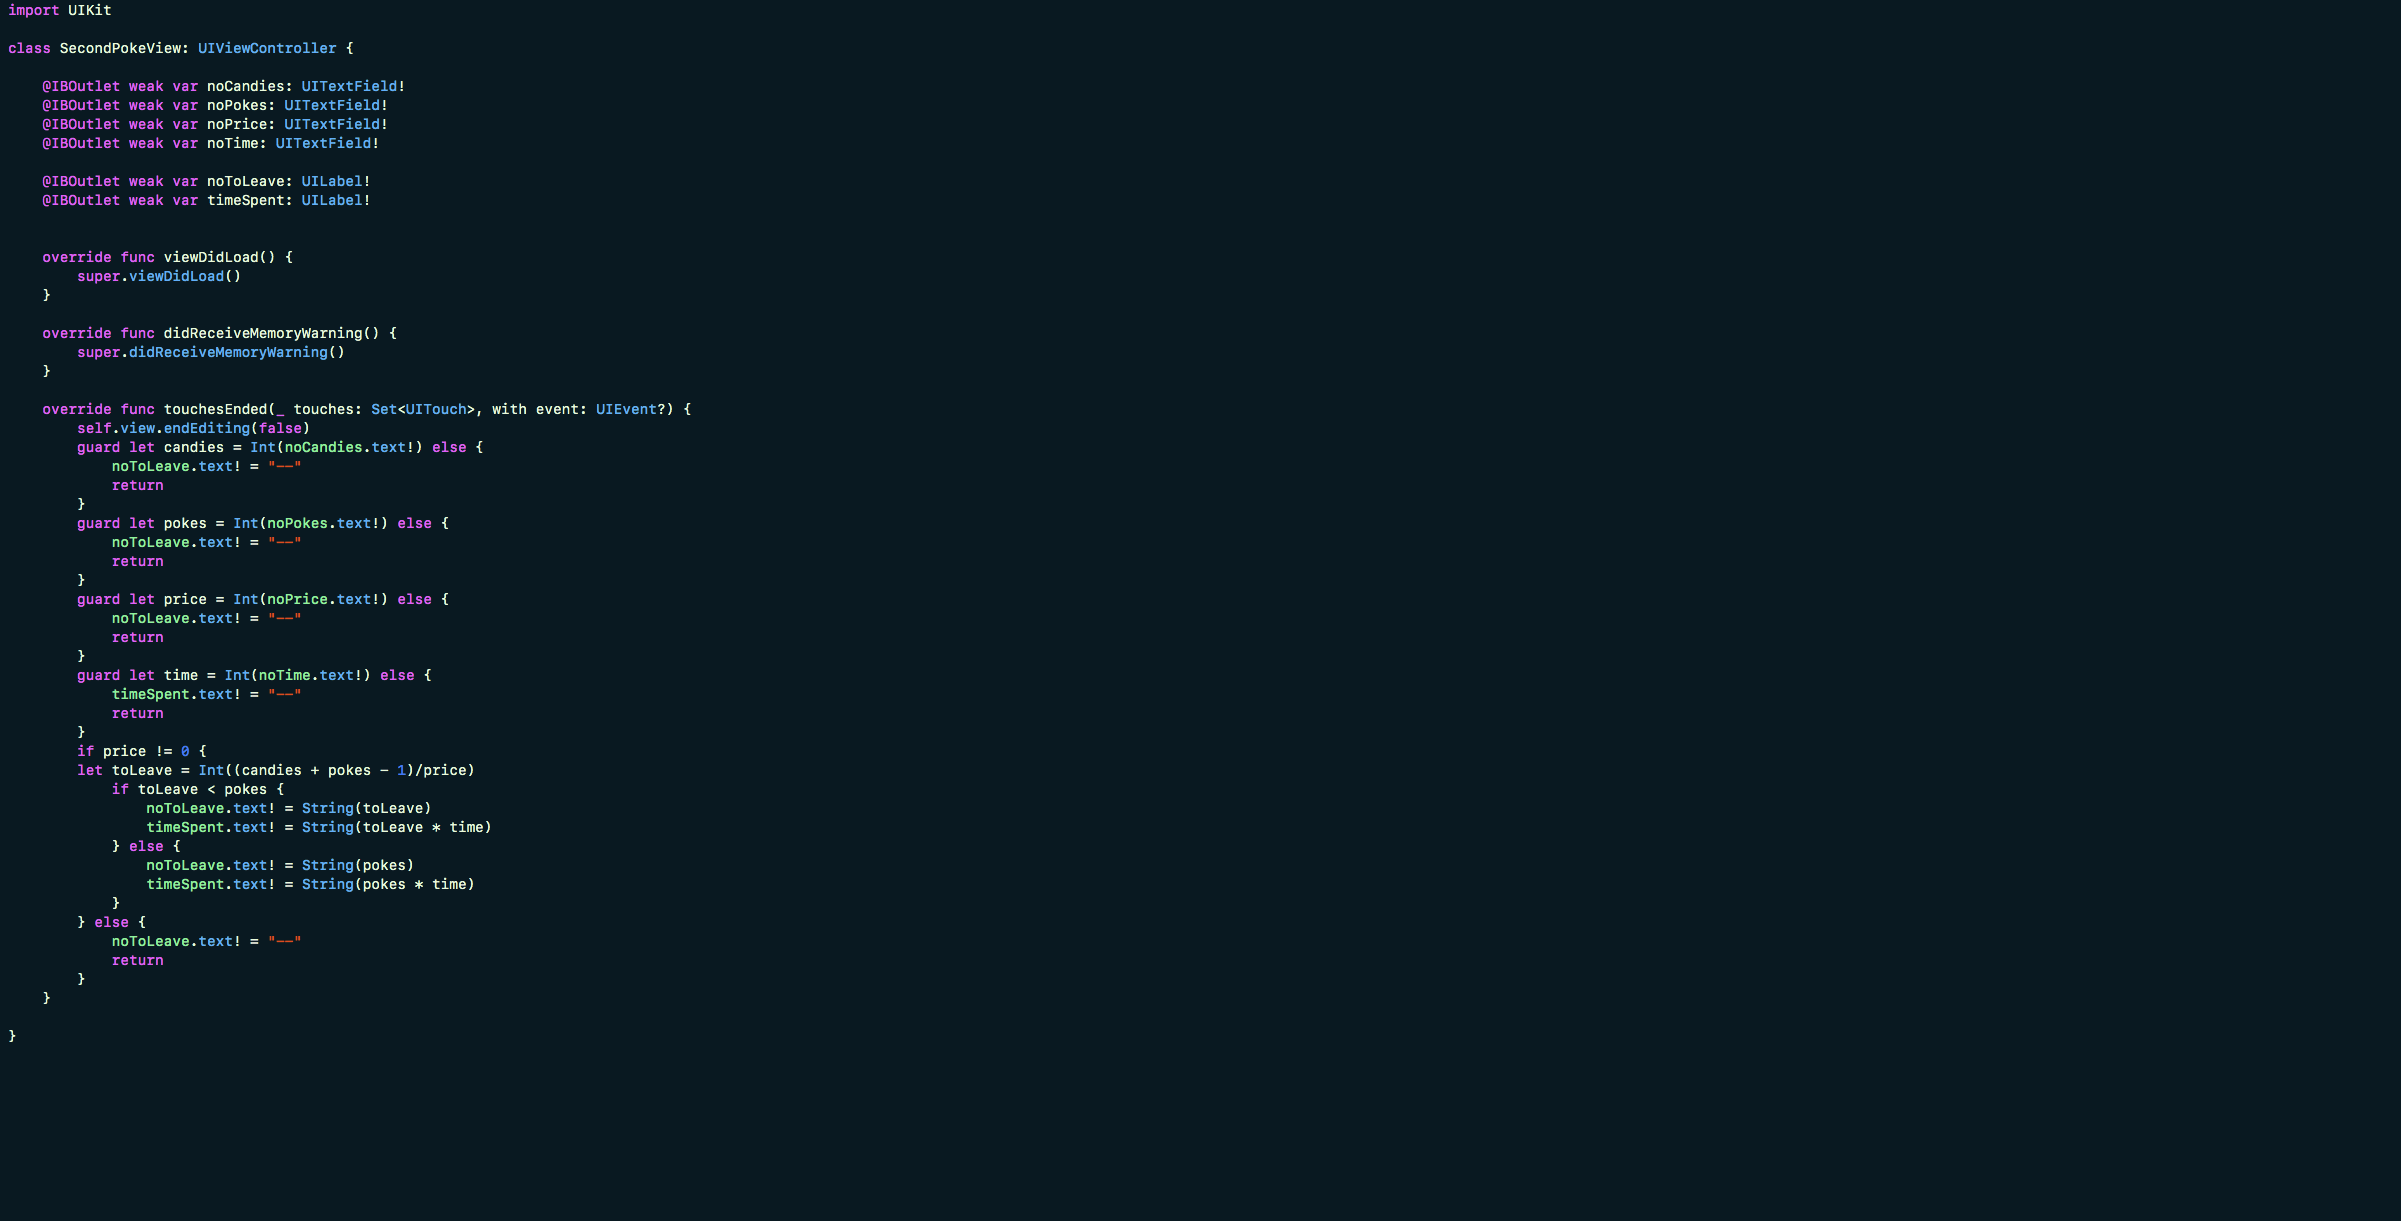 import UIKit
class SecondPokeView: UIViewController {
@IBOutlet weak var noCandies: UITextField!
@IBOutlet weak var noPokes: UITextField!
@IBOutlet weak var noPrice: UITextField!
@IBOutlet weak var noTime: UITextField!
@IBOutlet weak var noToLeave: UILabel!
@IBOutlet weak var timeSpent: UILabel!
override func viewDidLoad() {
super.viewDidLoad()
}
override func didReceiveMemoryWarning() {
super.didReceiveMemoryWarning()
}
override func touchesEnded(_ touches: Set<UITouch>, with event: UIEvent?) {
self.view.endEditing(false)
guard let candies = Int(noCandies.text!) else {
noToLeave.text! = "--"
return
}
guard let pokes = Int(noPokes.text!) else {
noToLeave.text! = "--"
return
}
guard let price = Int(noPrice.text!) else {
noToLeave.text! = "--"
return
}
guard let time = Int(noTime.text!) else {
timeSpent.text! = "--"
return
}
if price != 0 {
let toLeave = Int((candies + pokes - 1)/price)
if toLeave < pokes {
noToLeave.text! = String(toLeave)
timeSpent.text! = String(toLeave * time)
} else {
noToLeave.text! = String(pokes)
timeSpent.text! = String(pokes * time)
}
} else {
noToLeave.text! = "--"
return
}
}
}